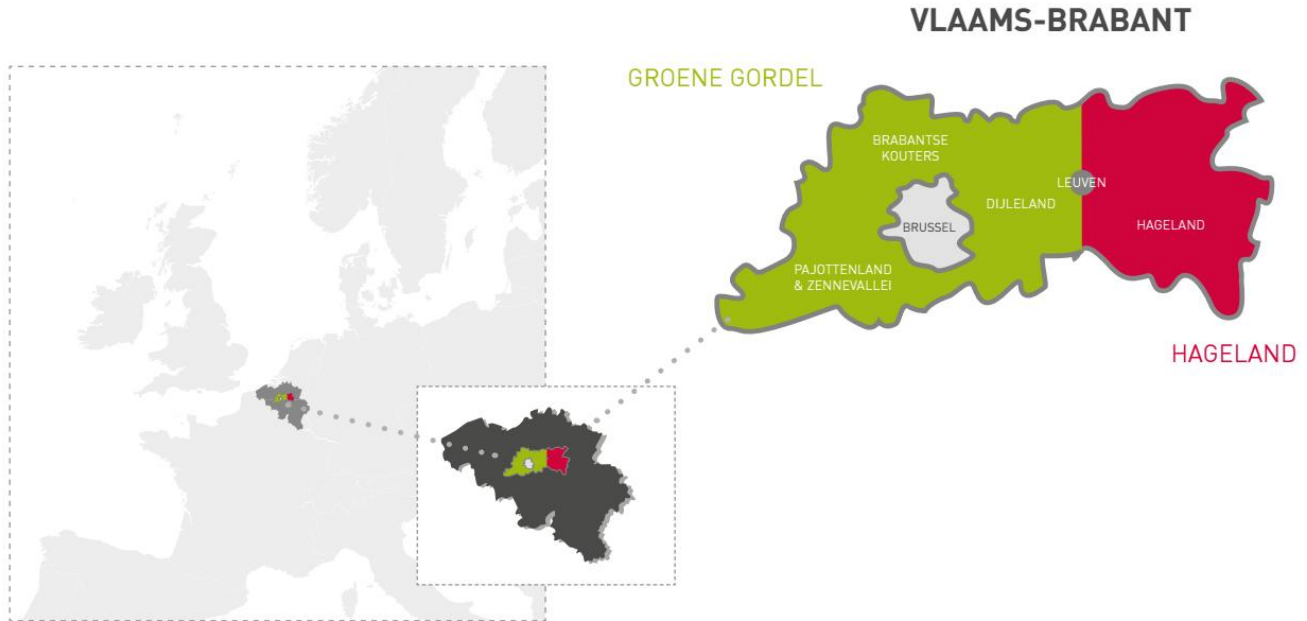 VLAAMS-BRABANT
GROENE GORDEL
BRABANTSE
KOUTERS
LEUVEN
DIJLELAND
BRUSSEL
HAGELAND
PAJOTTENLAND
& ZENNEVALLEI
HAGELAND